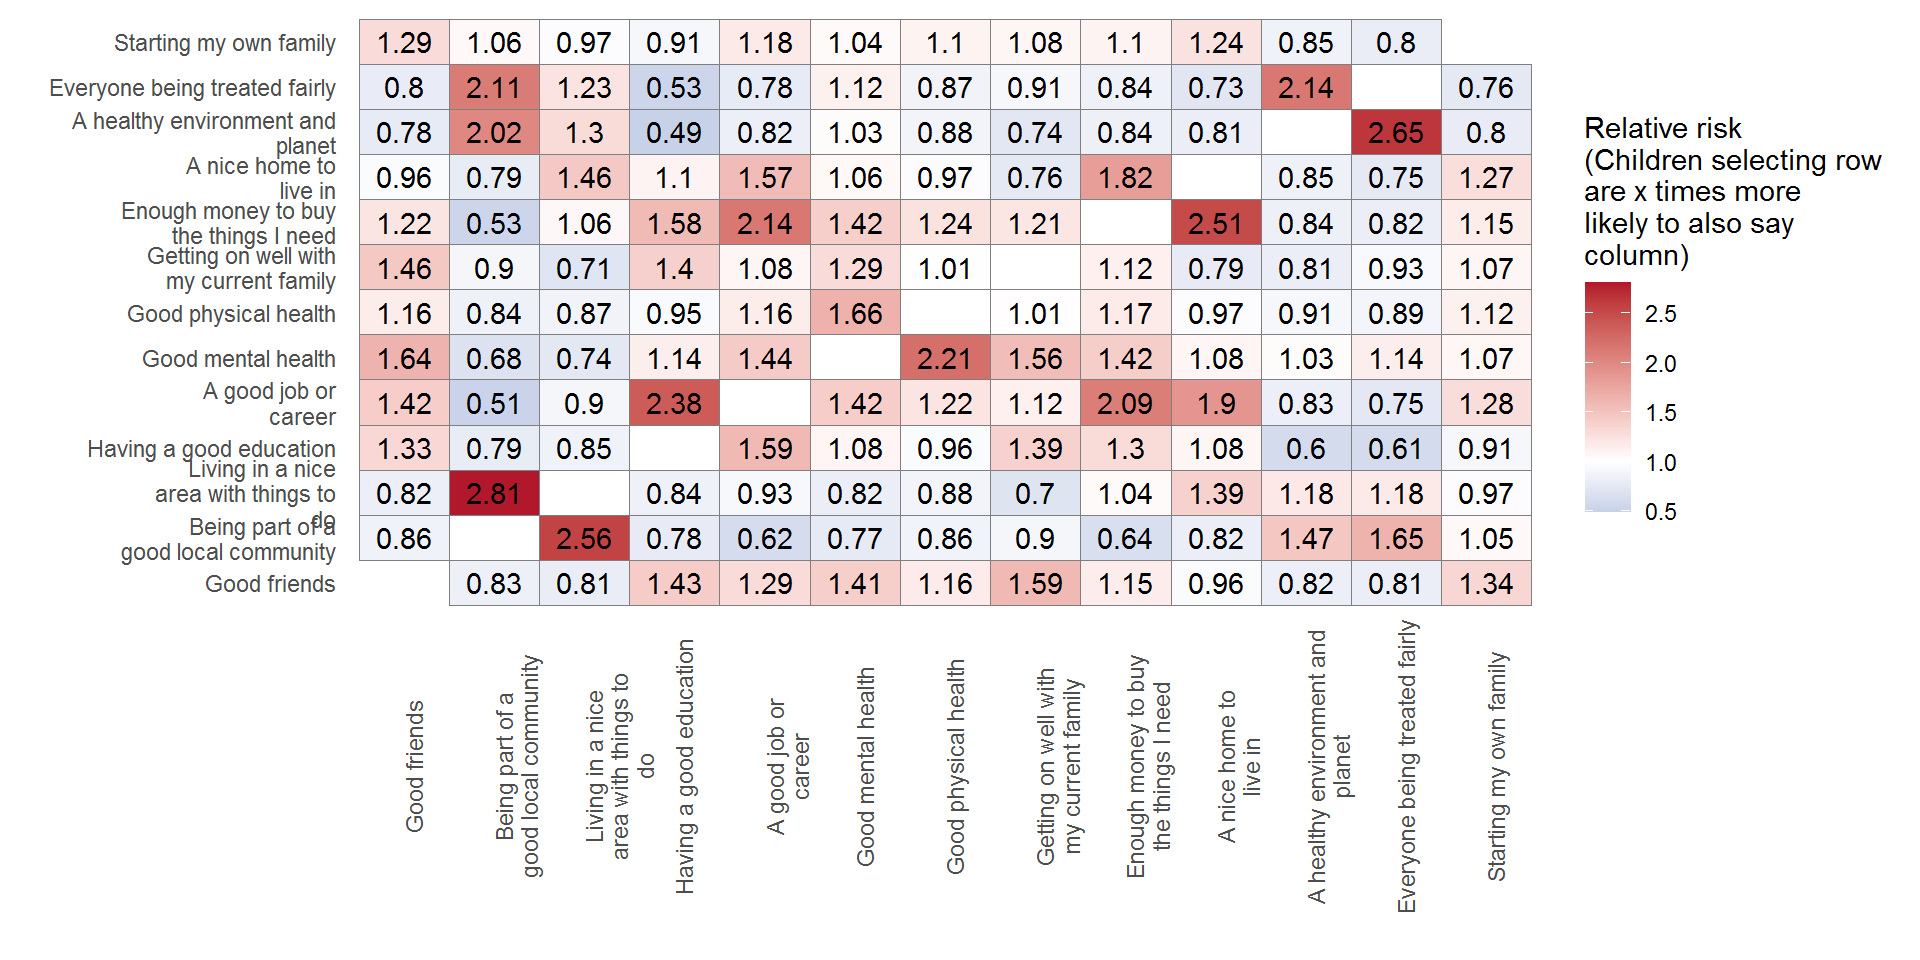 Starting my own family 1.29 1.06 0.97 0.91 1.18 1.04 1.1 1.08 1.1 1.24 0.85 0.8
Everyone being treated fairly 0.8 2.11 1.23 0.53 0.78 1.12 0.87 0.91 0.84 0.73 2.14 0.76
A healthy environment and
planet
0.78 2.02 1.3 0.49 0.82 1.03 0.88 0.74 0.84 0.81 2.65 0.8
A nice home to
live in
0.96 0.79 1.46 1.1 1.57 1.06 0.97 0.76 1.82 0.85 0.75 1.27
Enough money to buy
the things I need
1.22 0.53 1.06 1.58 2.14 1.42 1.24 1.21 2.51 0.84 0.82 1.15
Getting on well with
my current family
1.46 0.9 0.71 1.4 1.08 1.29 1.01 1.12 0.79 0.81 0.93 1.07
Good physical health 1.16 0.84 0.87 0.95 1.16 1.66 1.01 1.17 0.97 0.91 0.89 1.12
Good mental health 1.64 0.68 0.74 1.14 1.44 2.21 1.56 1.42 1.08 1.03 1.14 1.07
A good job or
career
1.42 0.51 0.9 2.38 1.42 1.22 1.12 2.09 1.9 0.83 0.75 1.28
Having a good education 1.33 0.79 0.85 1.59 1.08 0.96 1.39 1.3 1.08 0.6 0.61 0.91
Living in a nice
area with things to
do
0.82 2.81 0.84 0.93 0.82 0.88 0.7 1.04 1.39 1.18 1.18 0.97
Being part of a
good local community
0.86 2.56 0.78 0.62 0.77 0.86 0.9 0.64 0.82 1.47 1.65 1.05
Good friends 0.83 0.81 1.43 1.29 1.41 1.16 1.59 1.15 0.96 0.82 0.81 1.34
Good friends
Being part of a
good local community
Living in a nice
area with things to
do
Having a good education
A good job or
career
Good mental health
Good physical health
Getting on well with
my current family
Enough money to buy
the things I need
A nice home to
live in
A healthy environment and
planet
Everyone being treated fairly
Starting my own family
Relative risk
(Children selecting row
are x times more
likely to also say
column)
2.5
2.0
1.5
1.0
0.5